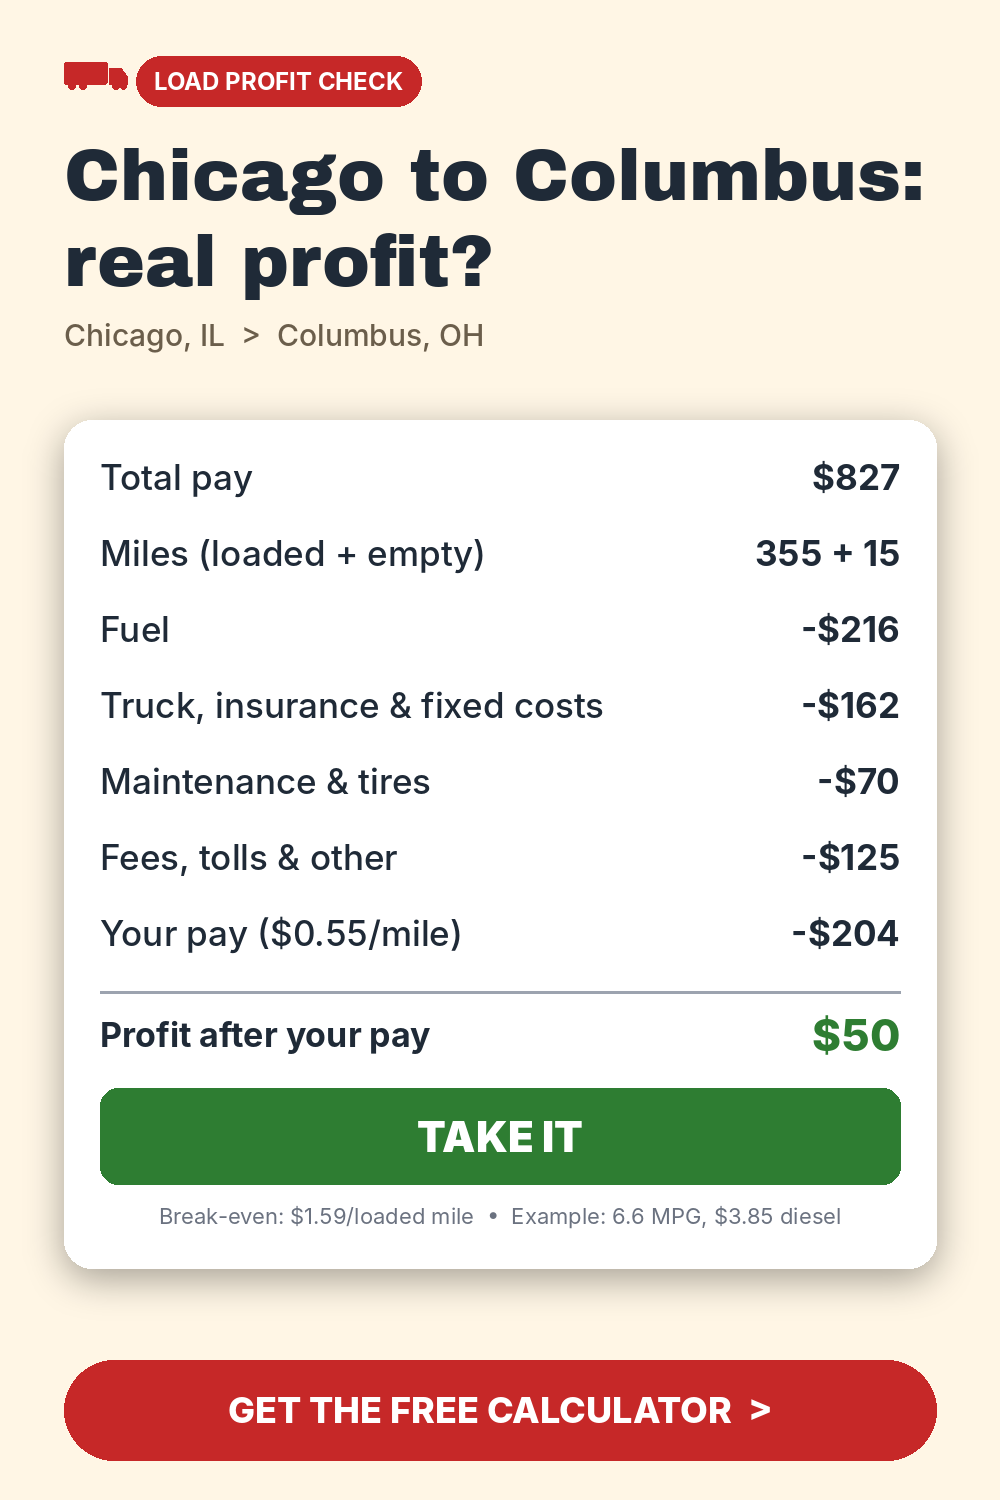 LOAD PROFIT CHECK
Chicago to Columbus:
real profit?
Chicago, IL > Columbus, OH
Total pay $827
Miles (loaded + empty) 355 + 15
Fuel -$216
Truck, insurance & fixed costs -$162
Maintenance & tires -$70
Fees, tolls & other -$125
Your pay ($0.55/mile) -$204
Profit after your pay $50
TAKE IT
Break-even: $1.59/loaded mile • Example: 6.6 MPG, $3.85 diesel
GET THE FREE CALCULATOR >